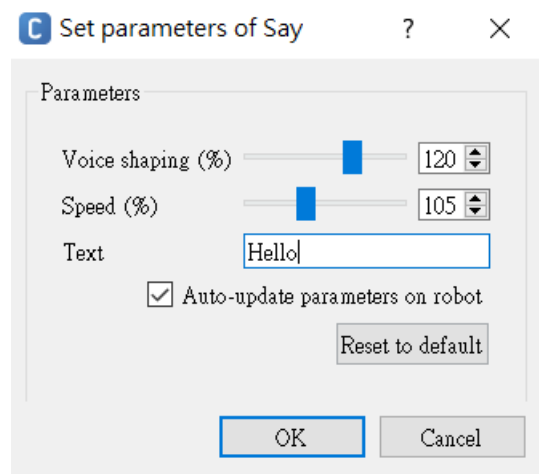 C Set parameters of Say ?
Parameters
Voice shaping (%) 120
Speed (%) 105
Text Hello
Auto-update parameters on robot
Reset to default
OK Cancel